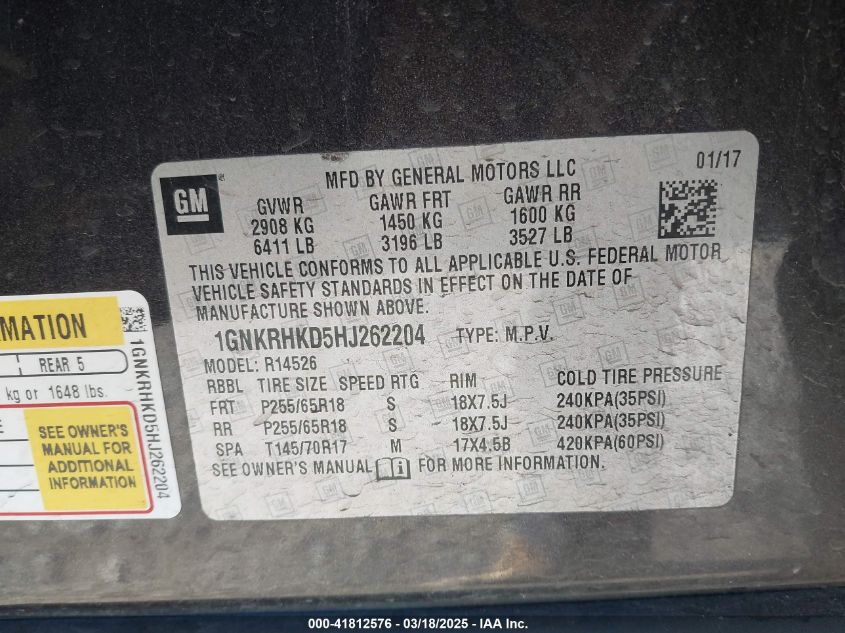 GM
MFD BY GENERAL MOTORS LLC
01/17
GVWR GAWR FRT GAWR RR
2908 KG 1450 KG 1600 KG
6411 LB 3196 LB 3527 LB
THIS VEHICLE CONFORMS TO ALL APPLICABLE U.S. FEDERAL MOTOR
VEHICLE SAFETY STANDARDS IN EFFECT ON THE DATE OF
MANUFACTURE SHOWN ABOVE.
1GNKRHKD5HJ262204 TYPE: M.P.V.
MODEL: R14526
RBBL TIRE SIZE SPEED RTG RIM COLD TIRE PRESSURE
FRT P255/65R18 S 18X7.5J 240KPA(35PSI)
RR P255/65R18 S 18X7.5J 240KPA(35PSI)
SPA T145/70R17 M 17X4.5B 420KPA(60PSI)
SEE OWNER'S MANUAL FOR MORE INFORMATION.
MATION
REAR 5
kg or 1648 lbs.
SEE OWNER'S
MANUAL FOR
ADDITIONAL
INFORMATION
1GNKRHKD5HJ262204
000-41812576 / 03/18/2025 - IAA Inc.